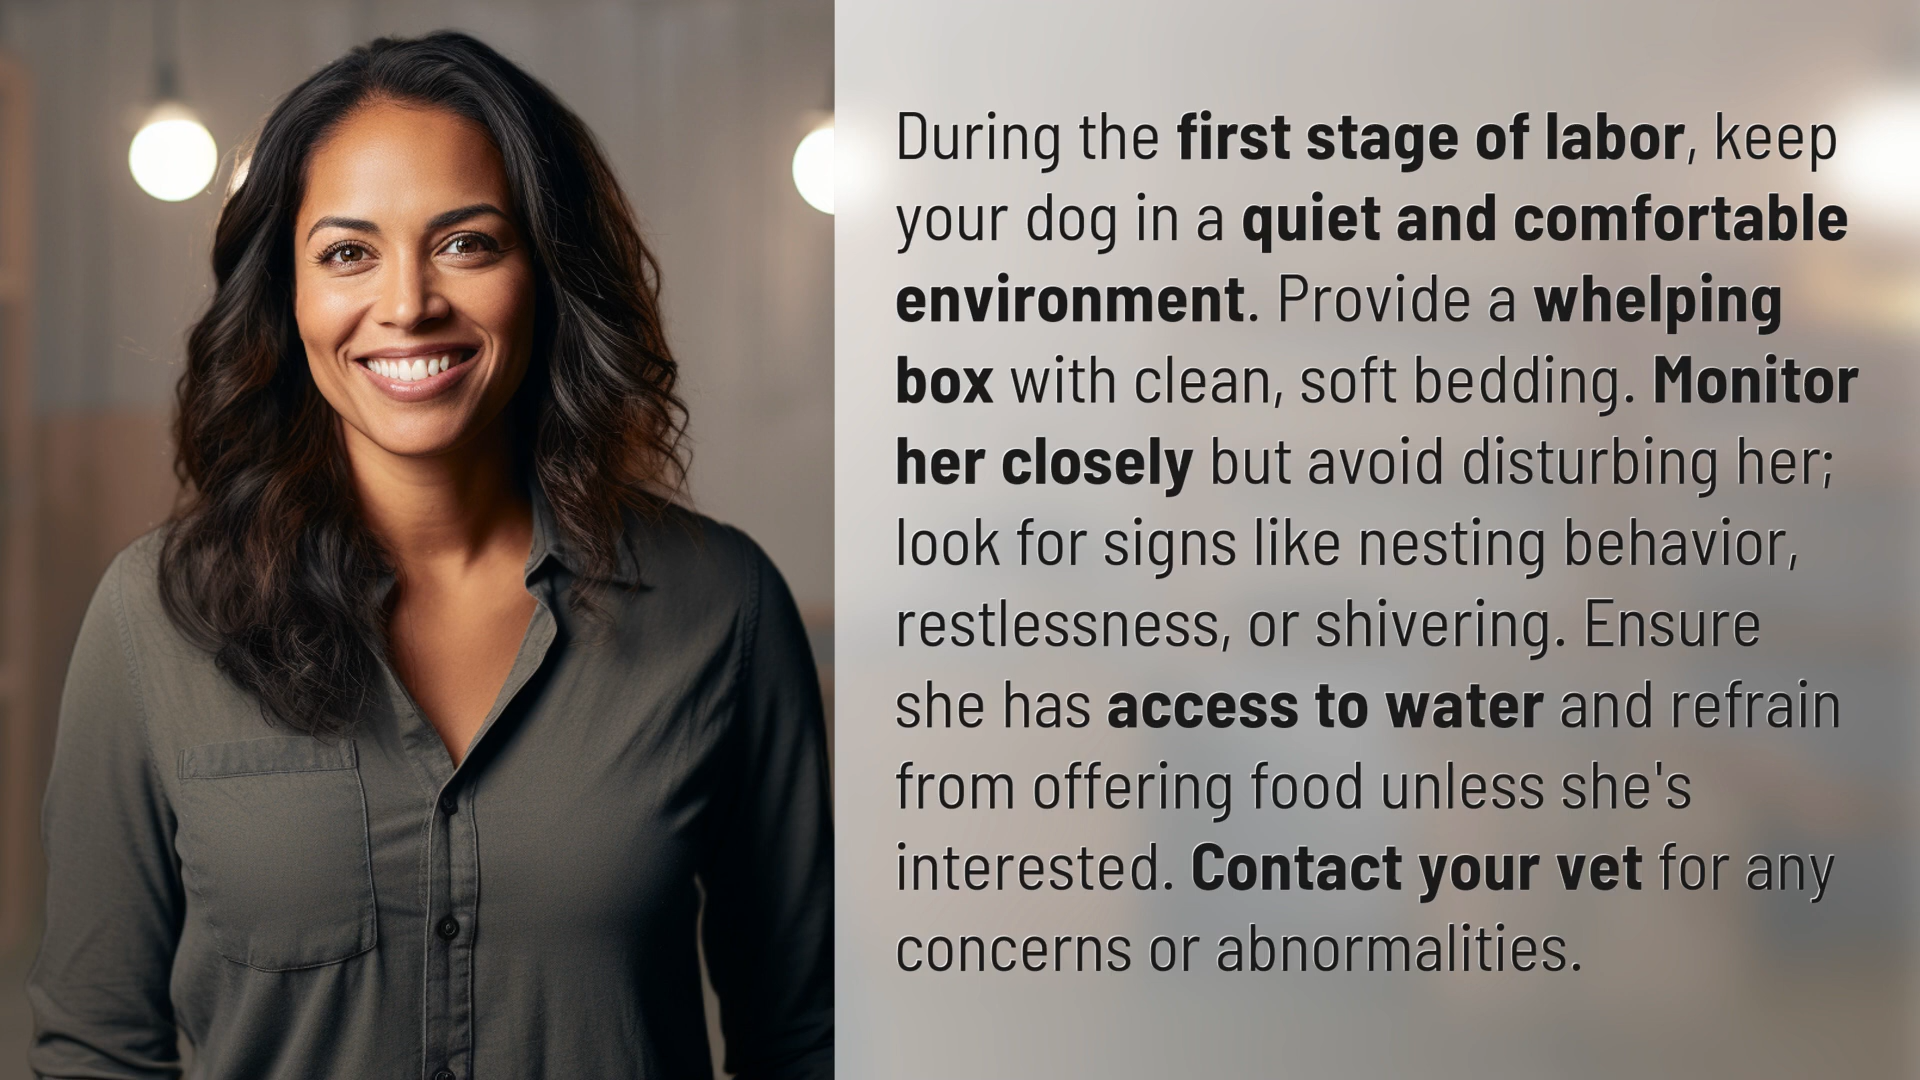 During the first stage of labor, keep
your dog in a quiet and comfortable
environment. Provide a whelping
box with clean, soft bedding. Monitor
her closely but avoid disturbing her;
look for signs like nesting behavior,
restlessness, or shivering. Ensure
she has access to water and refrain
from offering food unless she's
interested. Contact your vet for any
concerns or abnormalities.